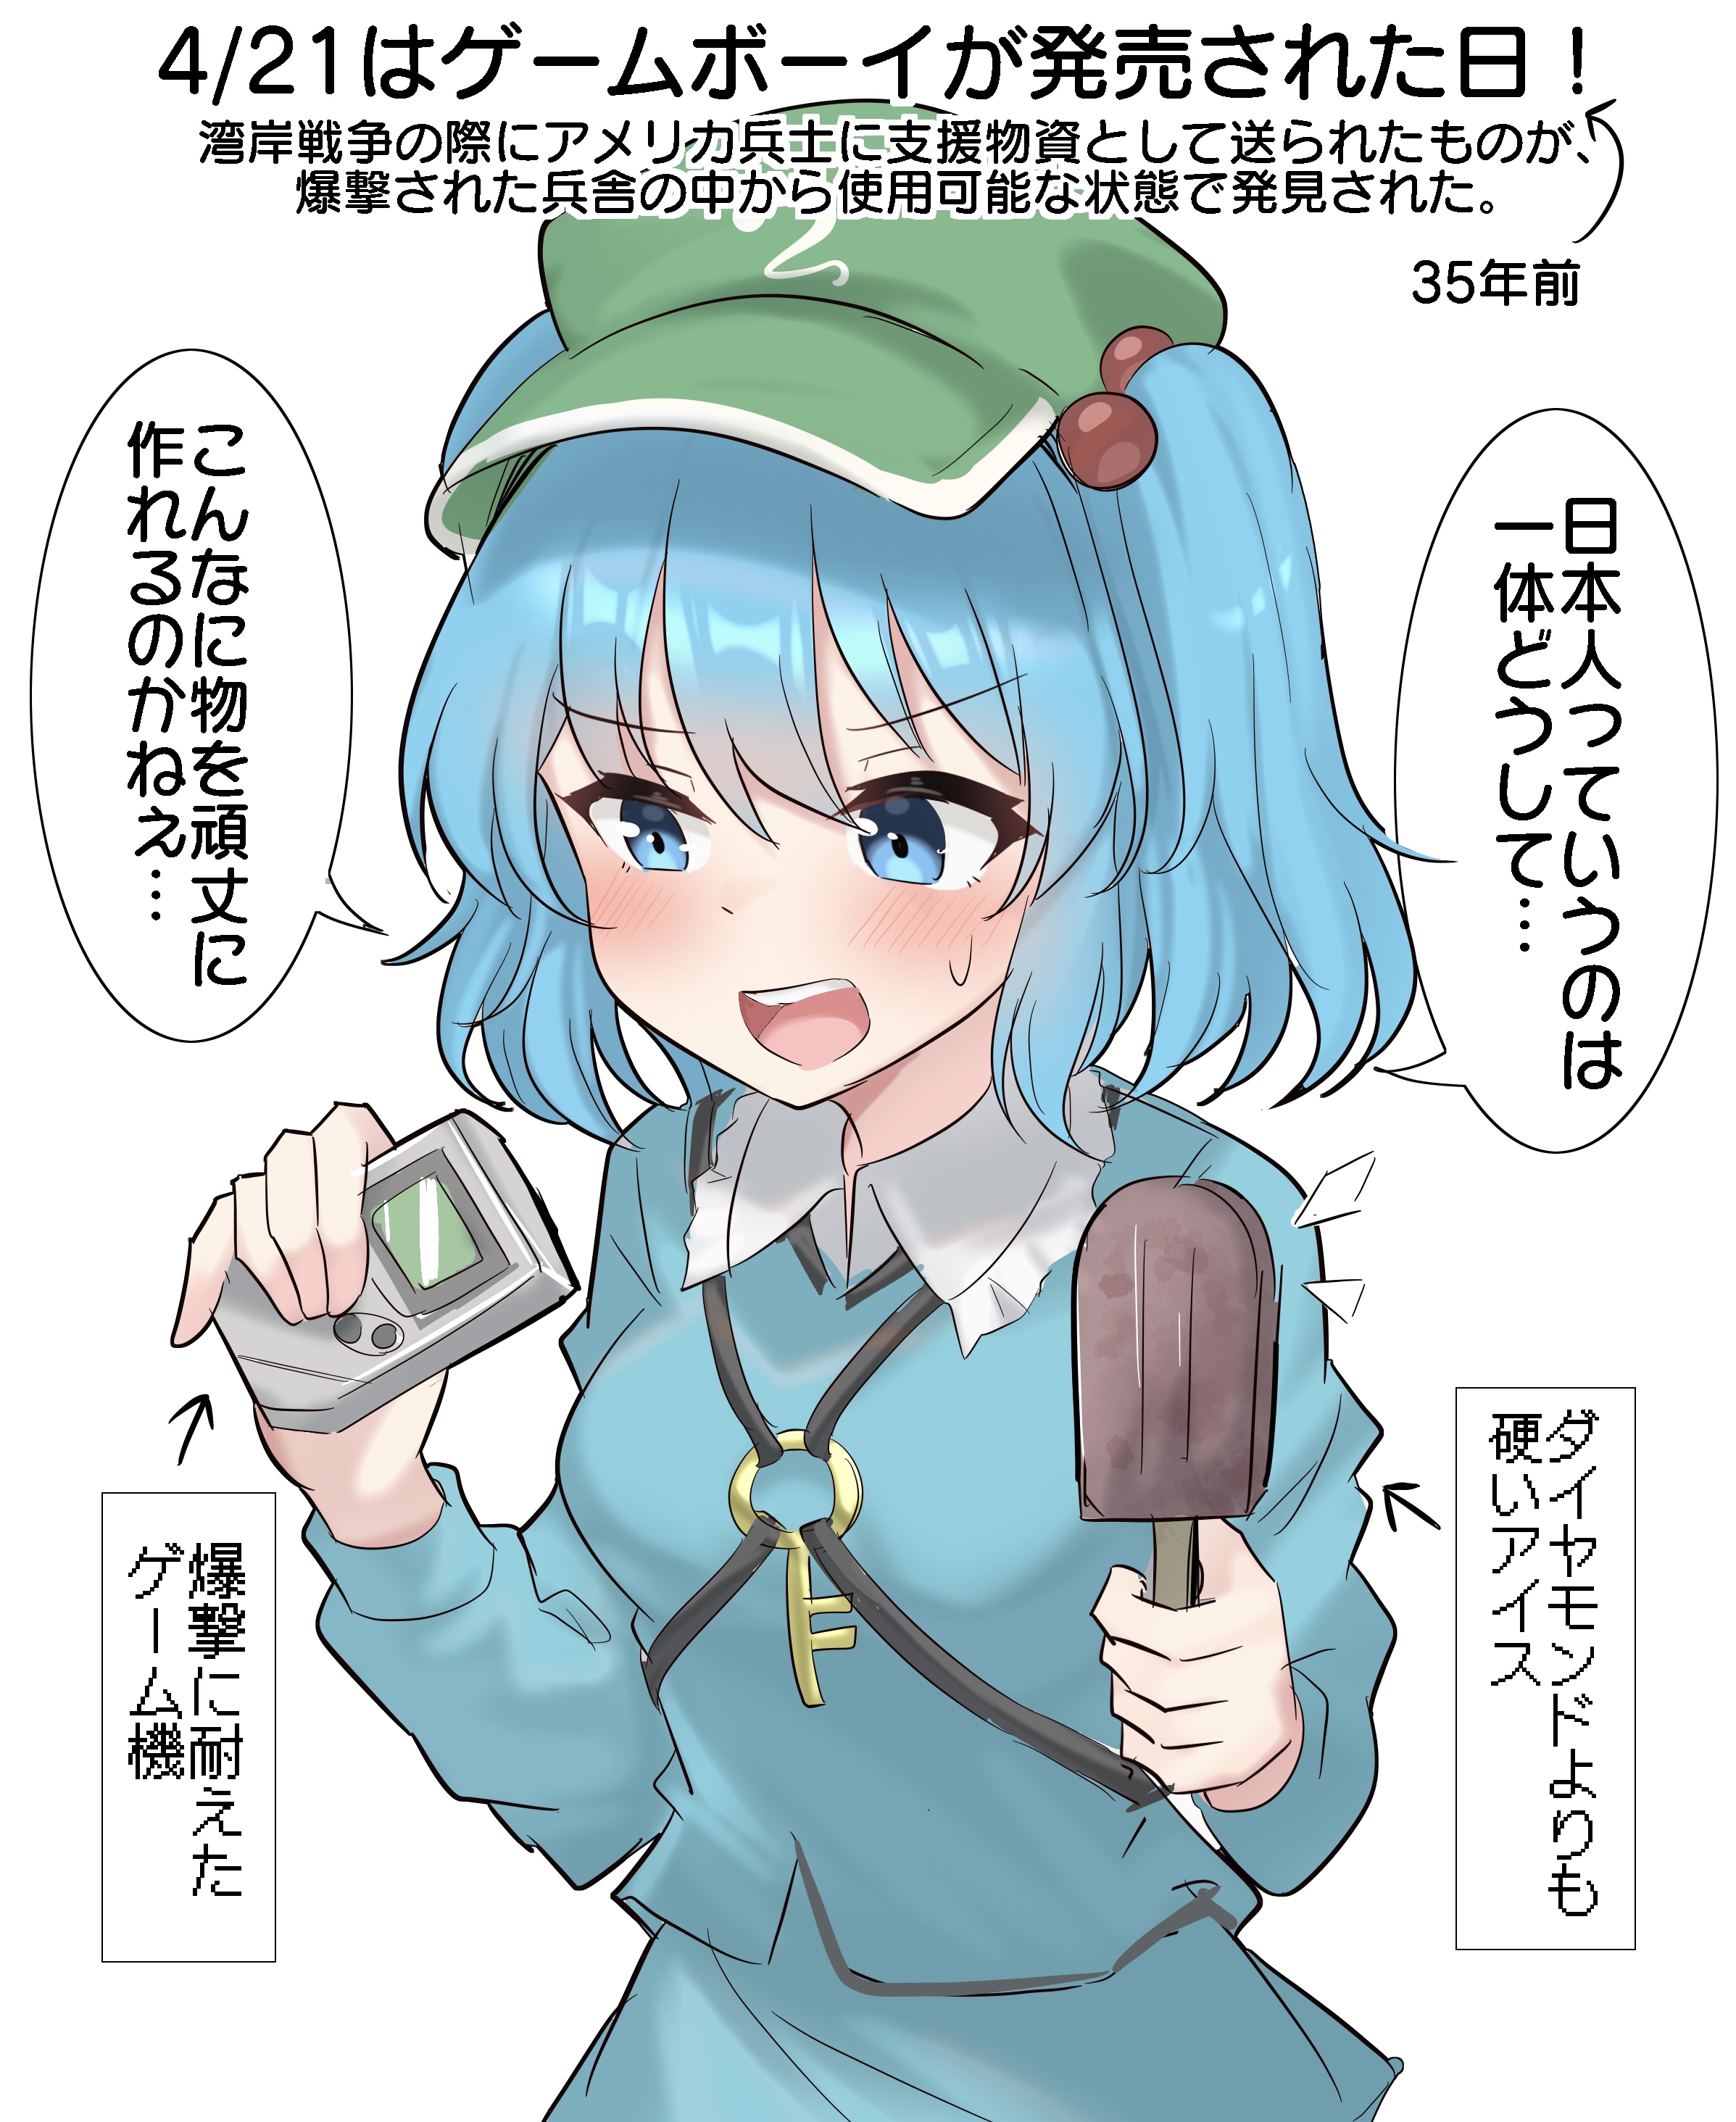 4/21はゲームボーイが発売された日！
湾岸戦争の際にアメリカ兵士に支援物資として送られたものが、
爆撃された兵舎の中から使用可能な状態で発見された。
35年前
2
日本人っていうのは
一体どうして…
こんなに物を頑丈に
作れるのかねぇ…
ダイヤモンドよりも
硬いアイス
爆撃に耐えた
ゲーム機